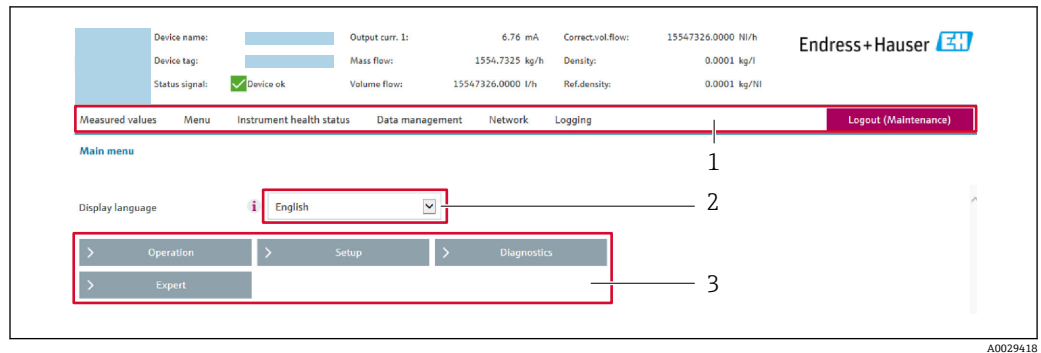 Device name: Output curr. 1: 6.76 mA Correct.vol.flow: 15547326.0000 Nl/h
Endress+Hauser EH
Device tag: Mass flow: 1554.7325 kg/h Density: 0.0001 kg/l
Status signal: Device ok Volume flow: 15547326.0000 l/h Ref.density: 0.0001 kg/Nl
Measured values Menu Instrument health status Data management Network Logging Logout (Maintenance)
1
Main menu
Display language i English 2
> Operation > Setup > Diagnostics
> Expert 3
A0029418